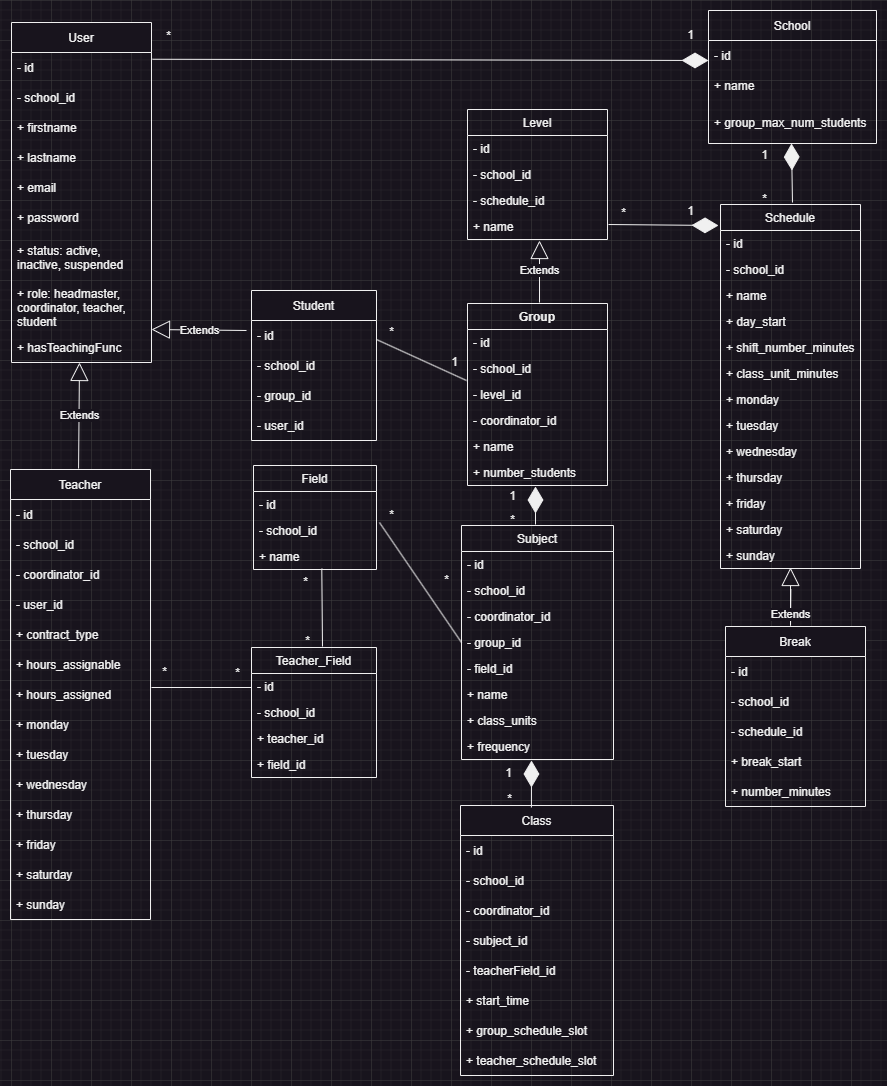 User
- id
- school_id
+ firstname
+ lastname
+ email
+ password
+ status: active,
inactive, suspended
+ role: headmaster,
coordinator, teacher,
student
+ hasTeachingFunc
*
1
School
- id
+ name
+ group_max_num_students
1
*
Level
- id
- school_id
- schedule_id
+ name
*
1
Schedule
- id
- school_id
+ name
+ day_start
+ shift_number_minutes
+ class_unit_minutes
+ monday
+ tuesday
+ wednesday
+ thursday
+ friday
+ saturday
+ sunday
Extends
Extends
Student
- id
- school_id
- group_id
- user_id
*
1
Group
- id
- school_id
- level_id
- coordinator_id
+ name
+ number_students
Extends
Teacher
- id
- school_id
- coordinator_id
- user_id
+ contract_type
+ hours_assignable
+ hours_assigned
+ monday
+ tuesday
+ wednesday
+ thursday
+ friday
+ saturday
+ sunday
Field
- id
- school_id
+ name
*
*
1
*
Subject
- id
- school_id
- coordinator_id
- group_id
- field_id
+ name
+ class_units
+ frequency
*
*
*
*
Teacher_Field
- id
- school_id
+ teacher_id
+ field_id
Extends
Break
- id
- school_id
- schedule_id
+ break_start
+ number_minutes
1
*
Class
- id
- school_id
- coordinator_id
- subject_id
- teacherField_id
+ start_time
+ group_schedule_slot
+ teacher_schedule_slot